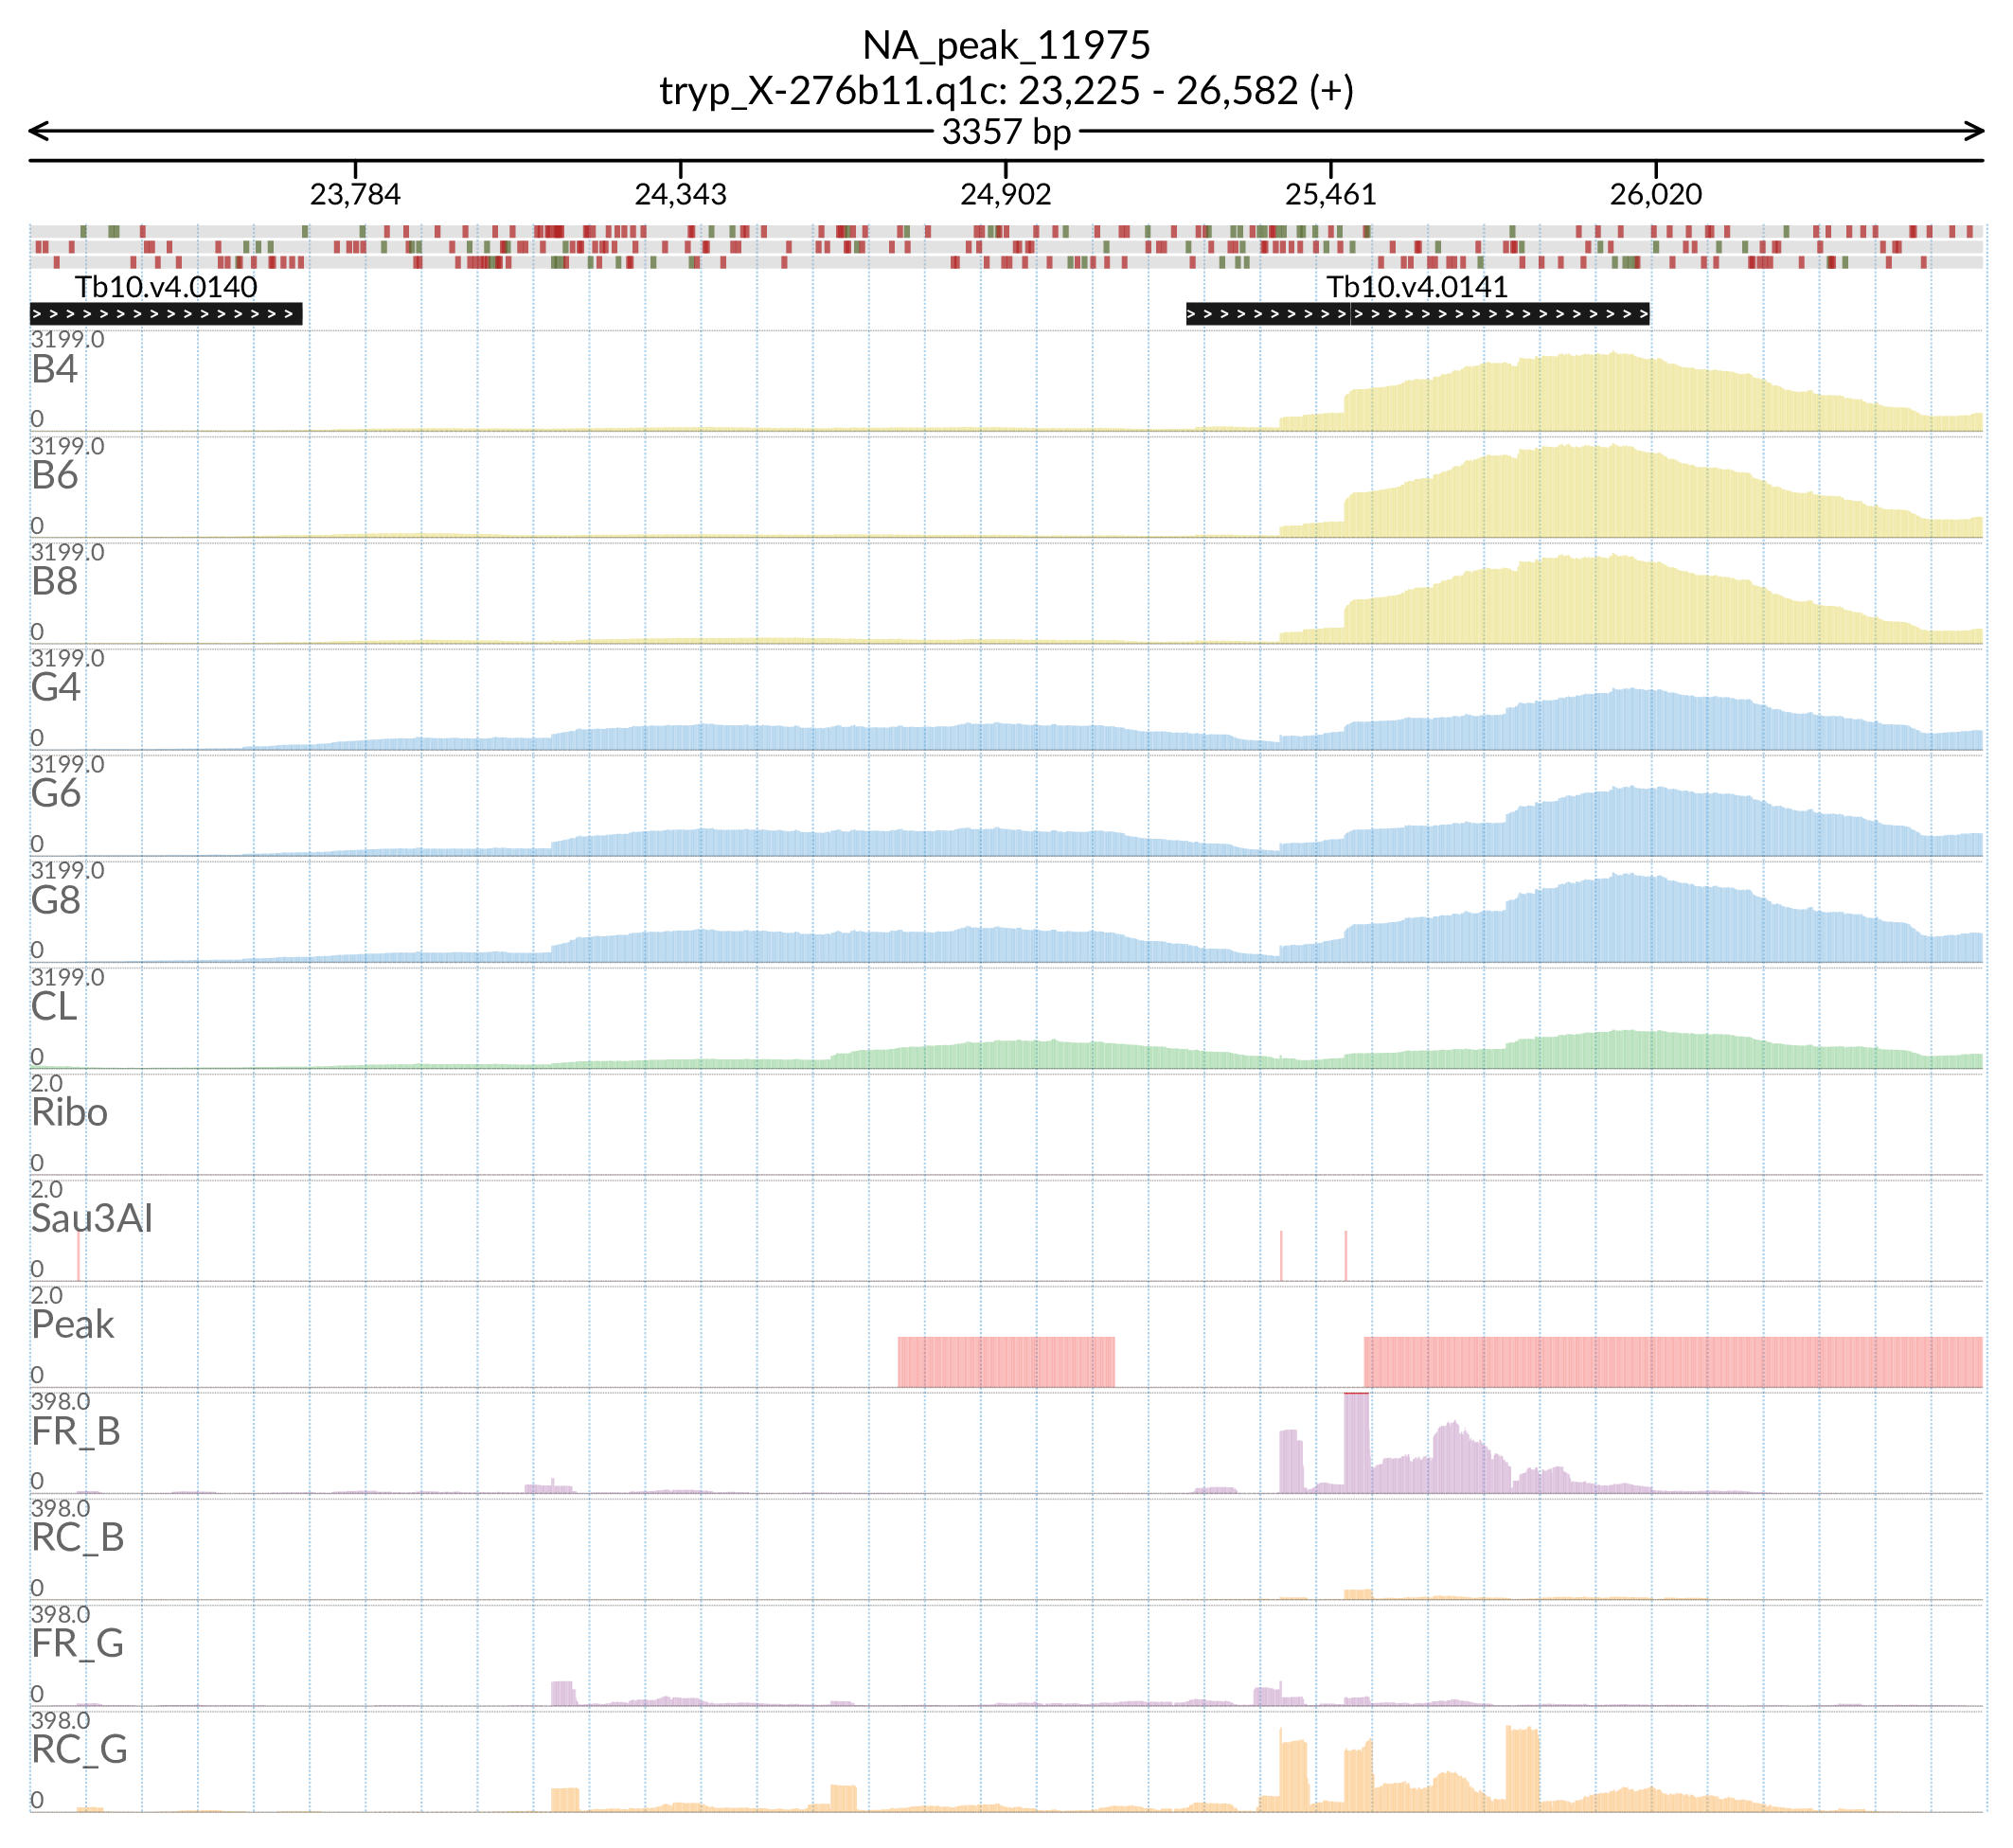 NA_peak_11975
tryp_X-276b11.q1c: 23,225 - 26,582 (+)
3357 bp
23,784 24,343 24,902 25,461 26,020
Tb10.v4.0140 Tb10.v4.0141
3199.0
B4
0
3199.0
B6
0
3199.0
B8
0
3199.0
G4
0
3199.0
G6
0
3199.0
G8
0
3199.0
CL
0
2.0
Ribo
0
2.0
Sau3AI
0
2.0
Peak
0
398.0
FR_B
0
398.0
RC_B
0
398.0
FR_G
0
398.0
RC_G
0